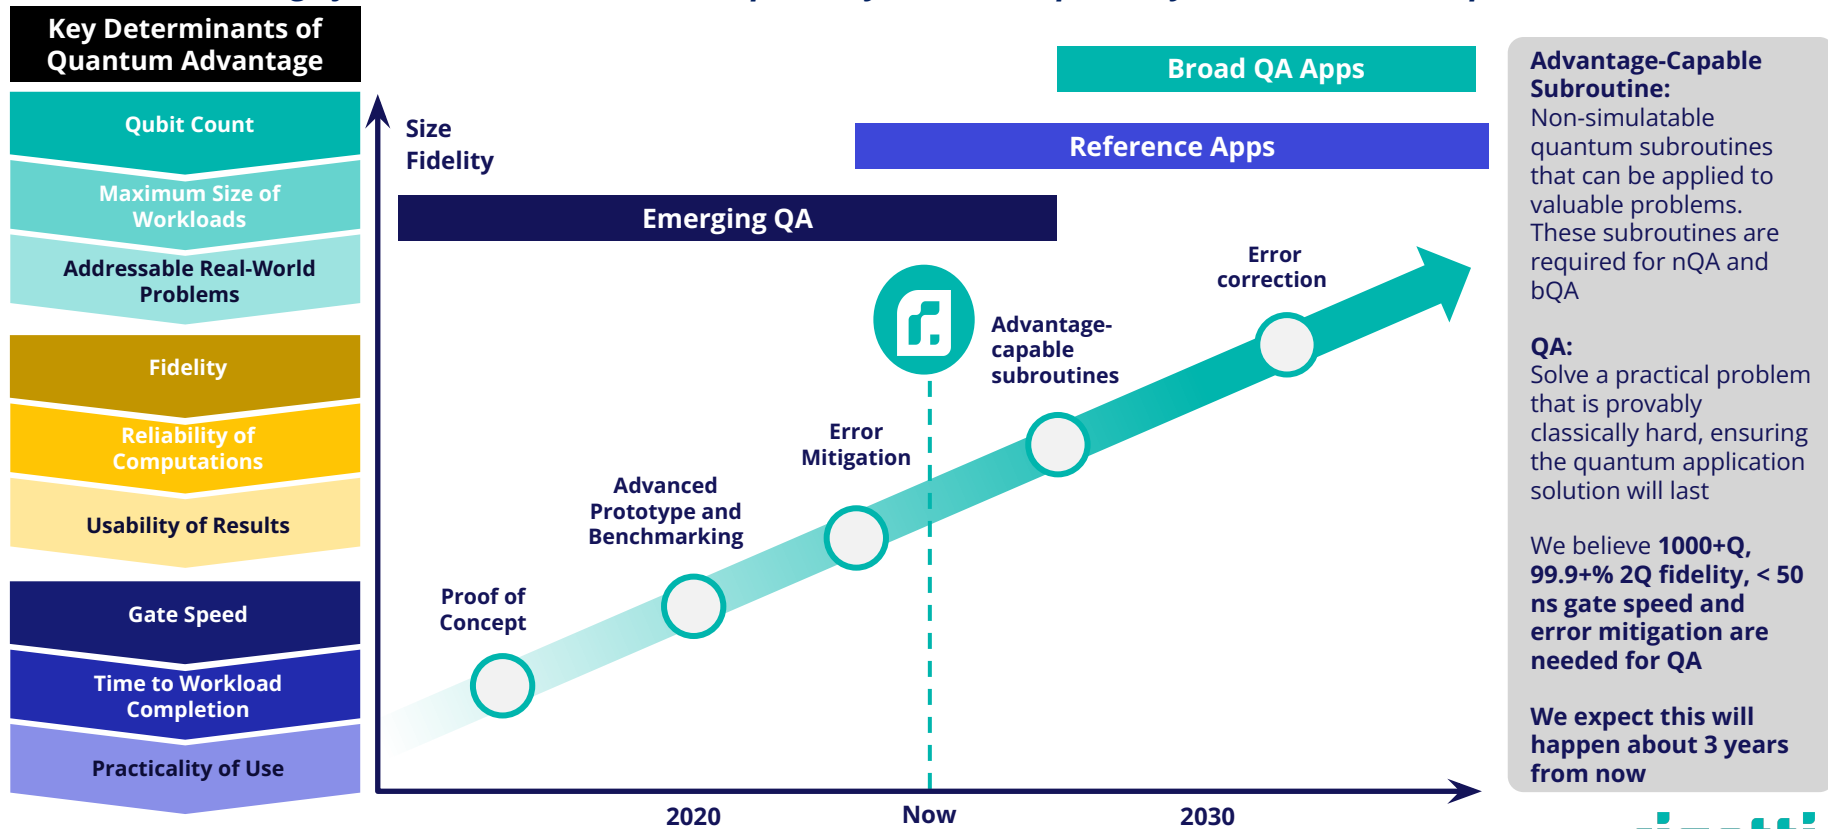 Key Determinants of
Quantum Advantage
Qubit Count
Maximum Size of
Workloads
Addressable Real-World
Problems
Fidelity
Reliability of
Computations
Usability of Results
Gate Speed
Time to Workload
Completion
Practicality of Use
Size
Fidelity
Broad QA Apps
Reference Apps
Emerging QA
Proof of
Concept
Advanced
Prototype and
Benchmarking
Error
Mitigation
Advantage-
capable
subroutines
Error
correction
2020
Now
2030
Advantage-Capable
Subroutine:
Non-simulatable
quantum subroutines
that can be applied to
valuable problems.
These subroutines are
required for nQA and
bQA
QA:
Solve a practical problem
that is provably
classically hard, ensuring
the quantum application
solution will last
We believe 1000+Q,
99.9+% 2Q fidelity, < 50
ns gate speed and
error mitigation are
needed for QA
We expect this will
happen about 3 years
from now